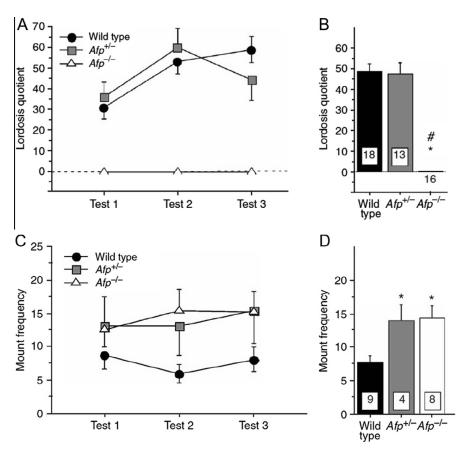 A
Lordosis quotient
70
60
50
40
30
20
10
0
Wild type
Afp+/−
Afp−/−
Test 1 Test 2 Test 3
B
Lordosis quotient
60
50
40
30
20
10
0
18 13 16
#
*
Wild type Afp+/− Afp−/−
C
Mount frequency
25
20
15
10
5
0
Wild type
Afp+/−
Afp−/−
Test 1 Test 2 Test 3
D
Mount frequency
20
15
10
5
0
* *
9 4 8
Wild type Afp+/− Afp−/−